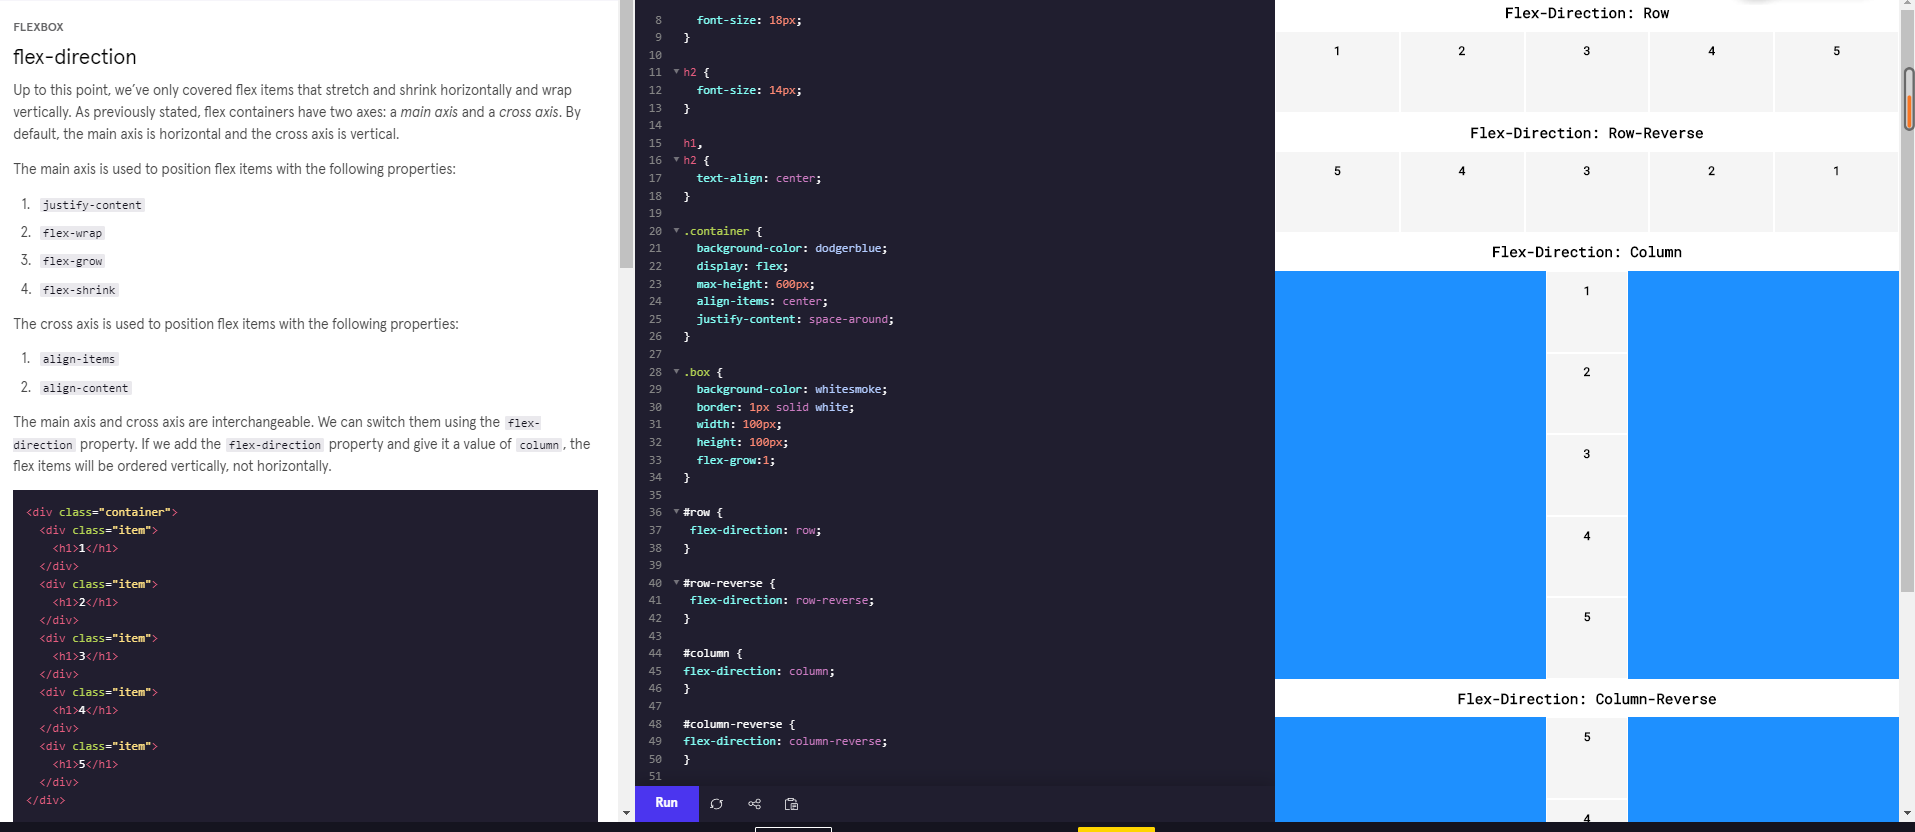 FLEXBOX
flex-direction
Up to this point, we've only covered flex items that stretch and shrink horizontally and wrap
vertically. As previously stated, flex containers have two axes: a main axis and a cross axis. By
default, the main axis is horizontal and the cross axis is vertical.
The main axis is used to position flex items with the following properties:
1. justify-content
2. flex-wrap
3. flex-grow
4. flex-shrink
The cross axis is used to position flex items with the following properties:
1. align-items
2. align-content
The main axis and cross axis are interchangeable. We can switch them using the flex-
direction property. If we add the flex-direction property and give it a value of column, the
flex items will be ordered vertically, not horizontally.
<div class="container">
<div class="item">
<h1>1</h1>
</div>
<div class="item">
<h1>2</h1>
</div>
<div class="item">
<h1>3</h1>
</div>
<div class="item">
<h1>4</h1>
</div>
<div class="item">
<h1>5</h1>
</div>
</div>
8 font-size: 18px;
9 }
10
11 h2 {
12 font-size: 14px;
13 }
14
15 h1,
16 h2 {
17 text-align: center;
18 }
19
20 .container {
21 background-color: dodgerblue;
22 display: flex;
23 max-height: 600px;
24 align-items: center;
25 justify-content: space-around;
26 }
27
28 .box {
29 background-color: whitesmoke;
30 border: 1px solid white;
31 width: 100px;
32 height: 100px;
33 flex-grow:1;
34 }
35
36 #row {
37 flex-direction: row;
38 }
39
40 #row-reverse {
41 flex-direction: row-reverse;
42 }
43
44 #column {
45 flex-direction: column;
46 }
47
48 #column-reverse {
49 flex-direction: column-reverse;
50 }
51
Run
Flex-Direction: Row
1 2 3 4 5
Flex-Direction: Row-Reverse
5 4 3 2 1
Flex-Direction: Column
1
2
3
4
5
Flex-Direction: Column-Reverse
5
4